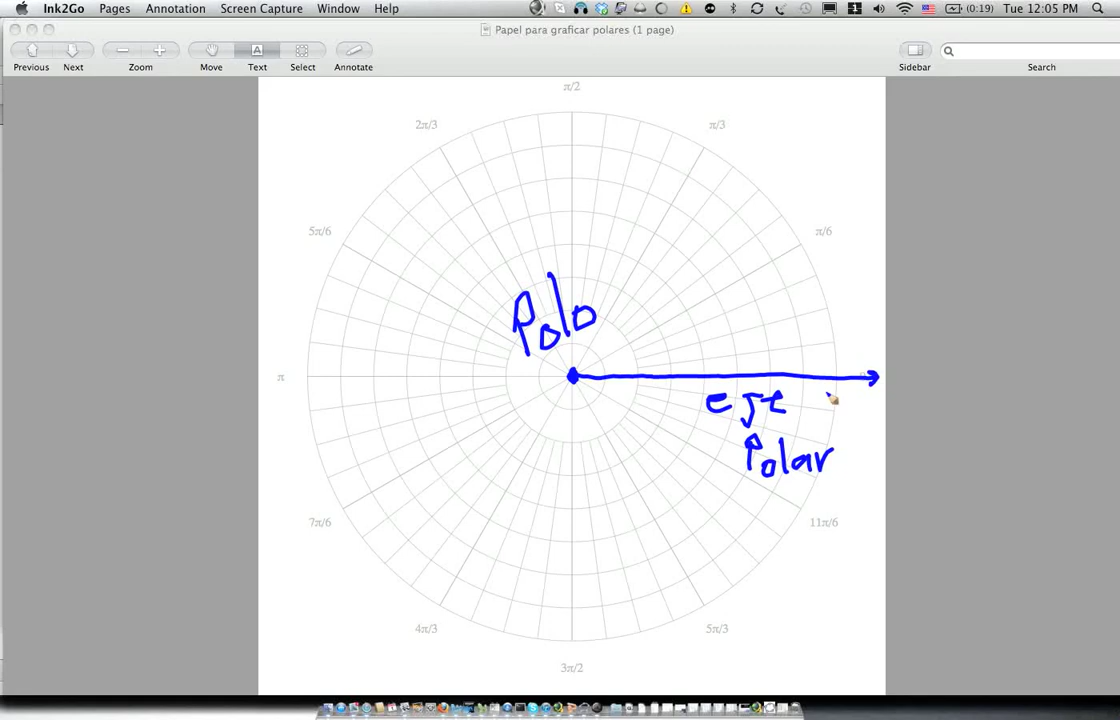 Ink2Go Pages Annotation Screen Capture Window Help (0:19) Tue 12:05 PM
Papel para graficar polares (1 page)
Previous Next Zoom Move Text Select Annotate Sidebar Search
π/2
2π/3 π/3
5π/6 π/6
Polo
π
eje
Polar
7π/6 11π/6
4π/3 5π/3
3π/2